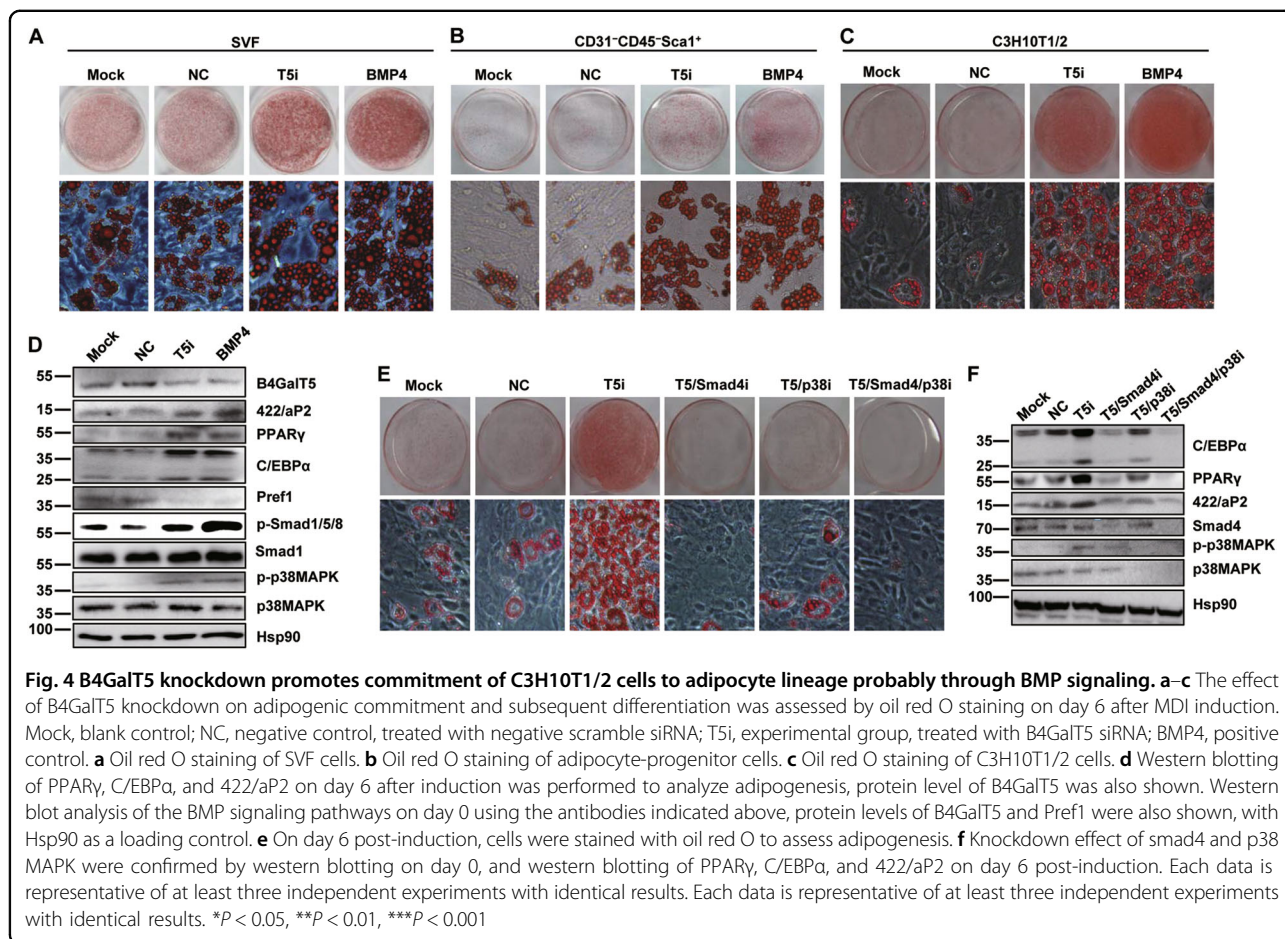 A
SVF
Mock NC T5i BMP4
B
CD31⁻CD45⁻Sca1⁺
Mock NC T5i BMP4
C
C3H10T1/2
Mock NC T5i BMP4
D
Mock NC T5i BMP4
55 B4GalT5
15 422/aP2
55 PPARγ
35 C/EBPα
25
35 Pref1
25
55 p-Smad1/5/8
55 Smad1
35 p-p38MAPK
35 p38MAPK
100 Hsp90
E
Mock NC T5i T5/Smad4i T5/p38i T5/Smad4/p38i
F
Mock NC T5i T5/Smad4i T5/p38i T5/Smad4/p38i
35 C/EBPα
25
55 PPARγ
15 422/aP2
70 Smad4
35 p-p38MAPK
35 p38MAPK
100 Hsp90
Fig. 4 B4GalT5 knockdown promotes commitment of C3H10T1/2 cells to adipocyte lineage probably through BMP signaling. a–c The effect
of B4GalT5 knockdown on adipogenic commitment and subsequent differentiation was assessed by oil red O staining on day 6 after MDI induction.
Mock, blank control; NC, negative control, treated with negative scramble siRNA; T5i, experimental group, treated with B4GalT5 siRNA; BMP4, positive
control. a Oil red O staining of SVF cells. b Oil red O staining of adipocyte-progenitor cells. c Oil red O staining of C3H10T1/2 cells. d Western blotting
of PPARγ, C/EBPα, and 422/aP2 on day 6 after induction was performed to analyze adipogenesis, protein level of B4GalT5 was also shown. Western
blot analysis of the BMP signaling pathways on day 0 using the antibodies indicated above, protein levels of B4GalT5 and Pref1 were also shown, with
Hsp90 as a loading control. e On day 6 post-induction, cells were stained with oil red O to assess adipogenesis. f Knockdown effect of smad4 and p38
MAPK were confirmed by western blotting on day 0, and western blotting of PPARγ, C/EBPα, and 422/aP2 on day 6 post-induction. Each data is
representative of at least three independent experiments with identical results. Each data is representative of at least three independent experiments
with identical results. *P < 0.05, **P < 0.01, ***P < 0.001